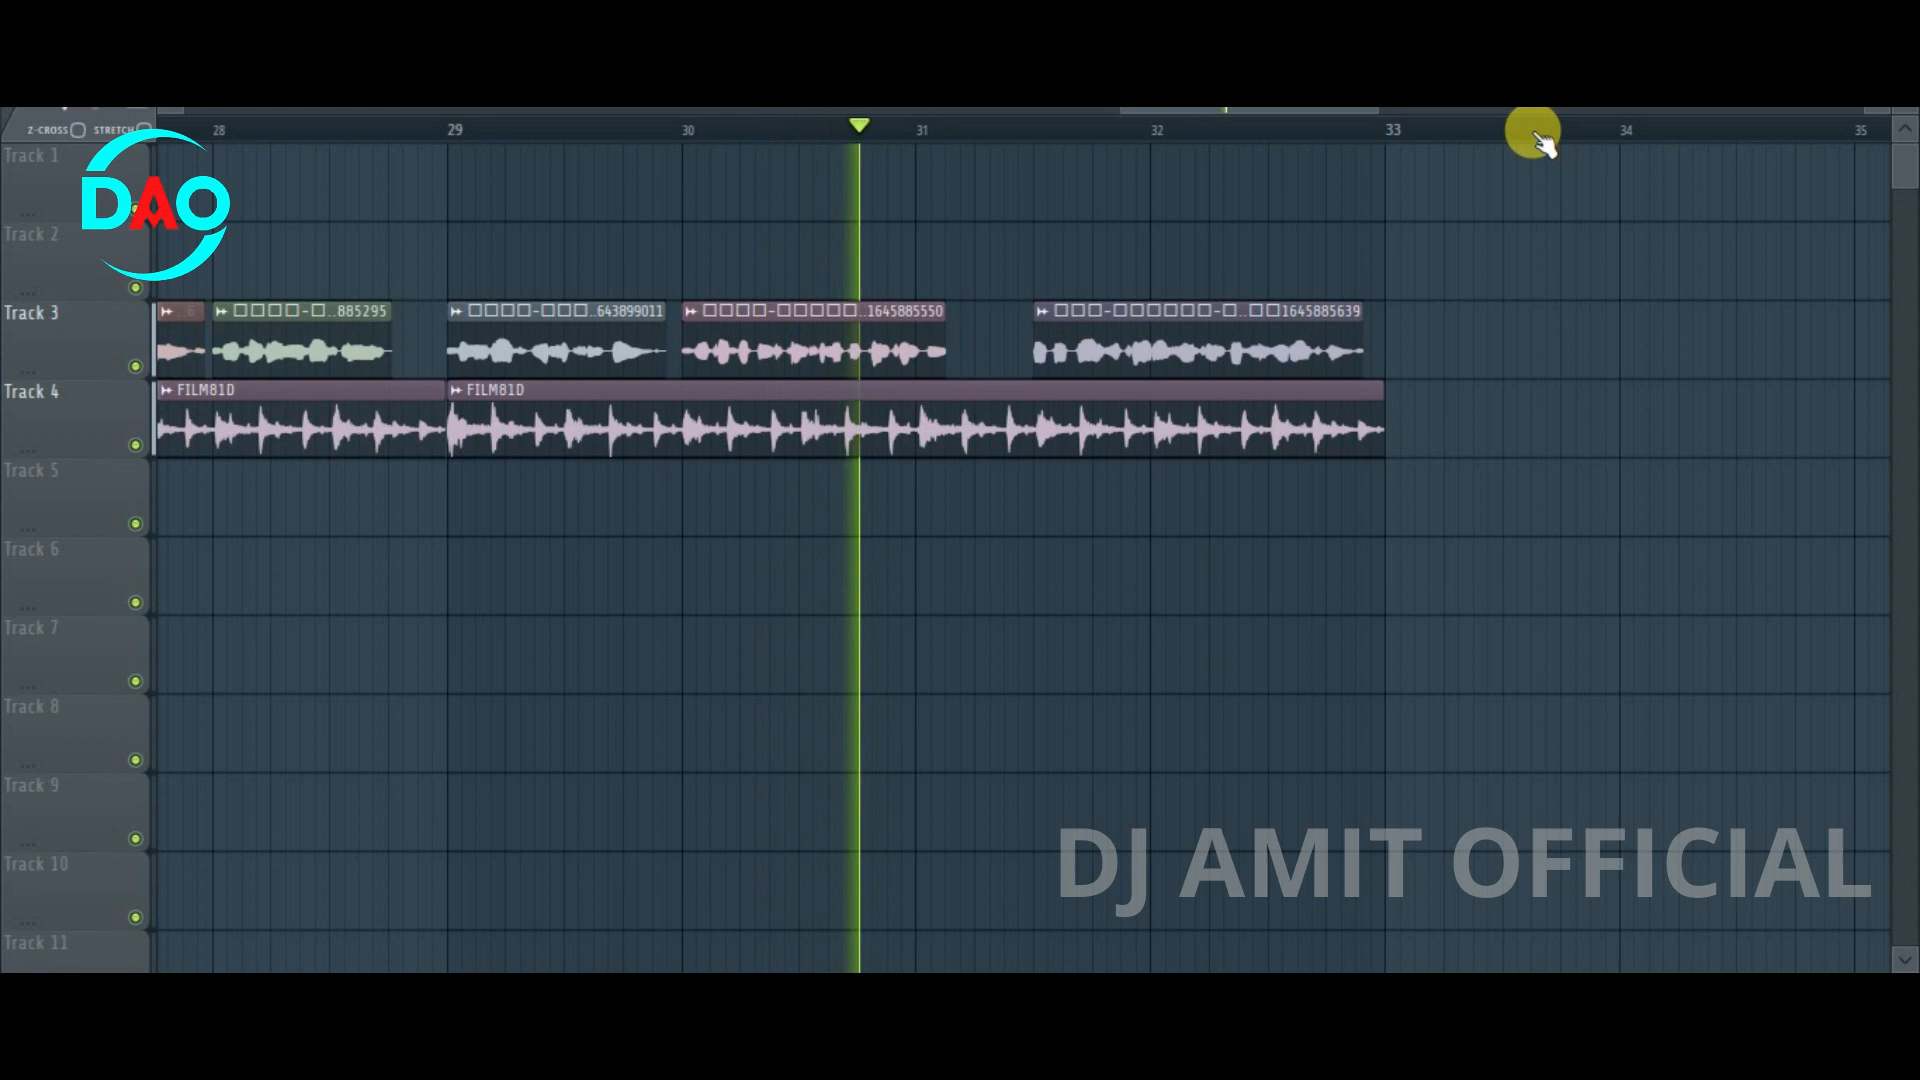 Z-CROSS STRETCH 28 29 30 31 32 33 34 35
Track 1
DAO
Track 2
Track 3
6 □□□□-□..885295 □□□□-□□□..643899011 □□□□-□□□□□..1645885550 □□□-□□□□□□-□..□□1645885639
Track 4
FILM81D FILM81D
Track 5
Track 6
Track 7
Track 8
Track 9
DJ AMIT OFFICIAL
Track 10
Track 11